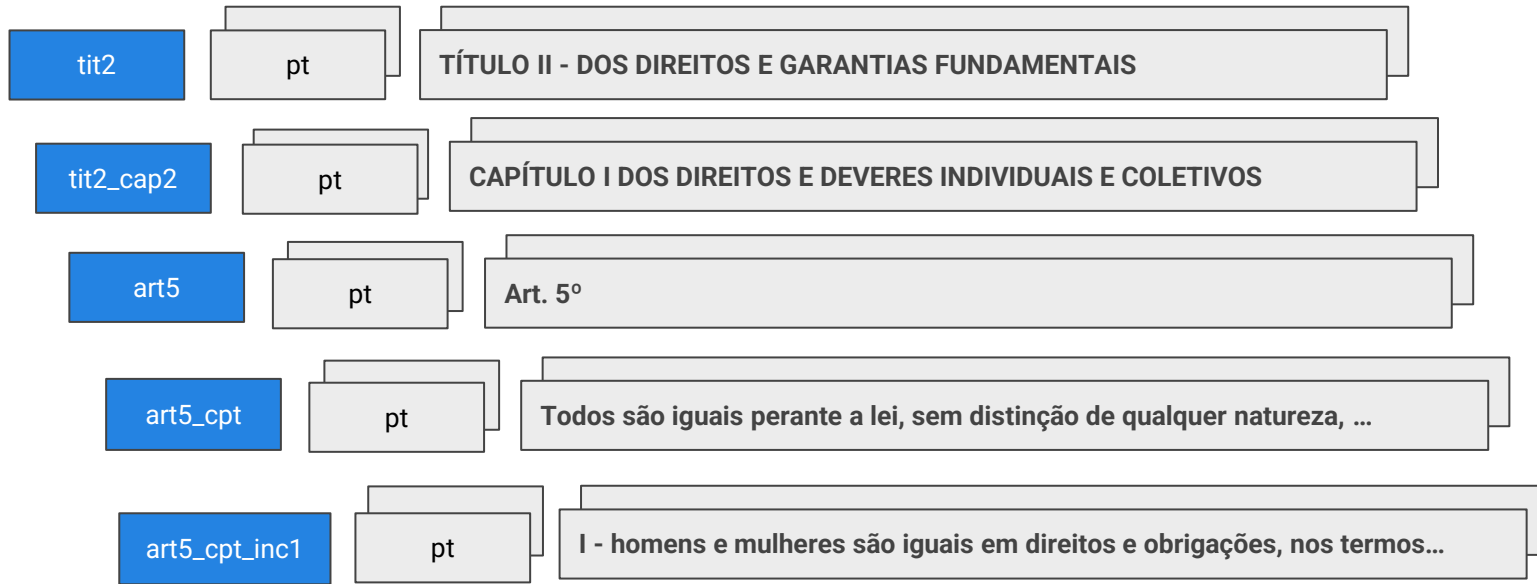 tit2 pt TÍTULO II - DOS DIREITOS E GARANTIAS FUNDAMENTAIS
tit2_cap2 pt CAPÍTULO I DOS DIREITOS E DEVERES INDIVIDUAIS E COLETIVOS
art5 pt Art. 5º
art5_cpt pt Todos são iguais perante a lei, sem distinção de qualquer natureza, …
art5_cpt_inc1 pt I - homens e mulheres são iguais em direitos e obrigações, nos termos…